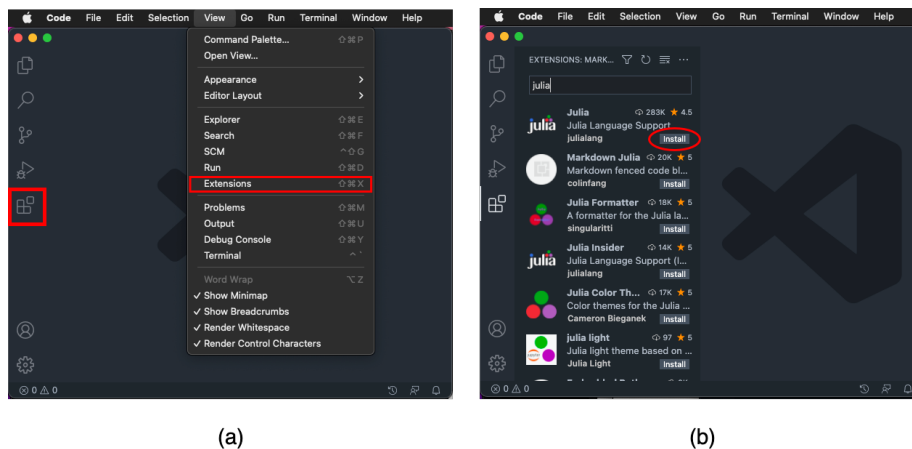 Code File Edit Selection View Go Run Terminal Window Help
Command Palette... ⇧⌘P
Open View...
Appearance >
Editor Layout >
Explorer ⇧⌘E
Search ⇧⌘F
SCM ^⇧G
Run ⇧⌘D
Extensions ⇧⌘X
Problems ⇧⌘M
Output ⇧⌘U
Debug Console ⇧⌘Y
Terminal ^`
Word Wrap ⌥Z
✓ Show Minimap
✓ Show Breadcrumbs
✓ Render Whitespace
✓ Render Control Characters
0 0
(a)
Code File Edit Selection View Go Run Terminal Window Help
EXTENSIONS: MARK... ...
julia
julia
Julia 283K ★ 4.5
Julia Language Support
julialang Install
Markdown Julia 20K ★ 5
Markdown fenced code bl...
colinfang Install
Julia Formatter 18K ★ 5
A formatter for the Julia la...
singularitti Install
julia
Julia Insider 14K ★ 5
Julia Language Support (I...
julialang Install
Julia Color Th... 17K ★ 5
Color themes for the Julia ...
Cameron Bieganek Install
julia light 97 ★ 5
Julia light theme based on ...
Julia Light Install
0 0
(b)